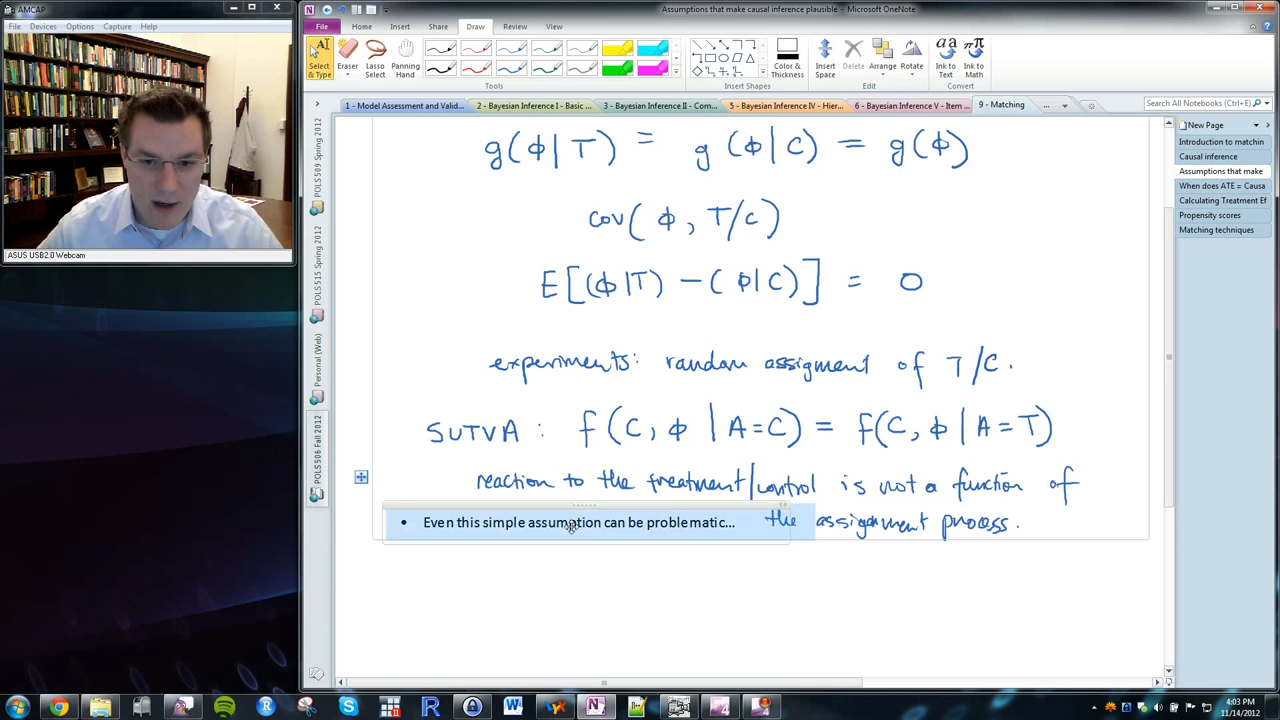 AMCAP
File Devices Options Capture Help
ASUS USB2.0 Webcam
Assumptions that make causal inference plausible - Microsoft OneNote
File Home Insert Share Draw Review View
Select & Type
Eraser
Lasso Select
Panning Hand
Color & Thickness
Insert Space
Delete
Arrange
Rotate
Ink to Text
Ink to Math
Tools
Insert Shapes
Edit
Convert
1 - Model Assessment and Valid
2 - Bayesian Inference I - Basic ...
3 - Bayesian Inference II - Com...
5 - Bayesian Inference IV - Hier...
6 - Bayesian Inference V - Item ...
9 - Matching
...
Search All Notebooks (Ctrl+E)
New Page
Introduction to matchin
Causal inference
Assumptions that make
When does ATE = Causa
Calculating Treatment Ef
Propensity scores
Matching techniques
POLS 509 Spring 2012
POLS 515 Spring 2012
Personal (Web)
POLS 506 Fall 2012
g(ϕ|T) = g(ϕ|C) = g(ϕ)
cov(ϕ, T/C)
E[(ϕ|T) - (ϕ|C)] = 0
experiments: random assigment of T/C.
SUTVA: f(C, ϕ | A=C) = f(C, ϕ | A=T)
reaction to the treatment/control is not a function of
• Even this simple assumption can be problematic... the assignment process.
4:03 PM
11/14/2012